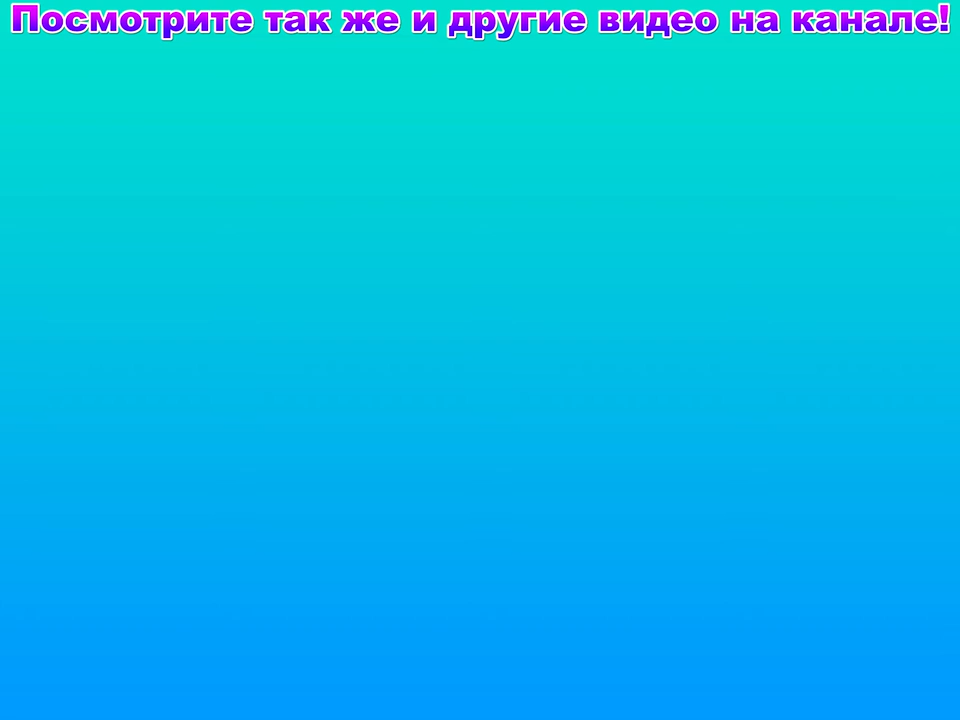 Посмотрите так же и другие видео на канале!